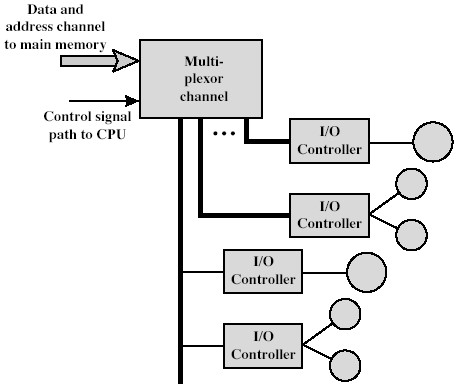 Data and
address channel
to main memory
Multi-
plexor
channel
Control signal
path to CPU
...
I/O
Controller
I/O
Controller
I/O
Controller
I/O
Controller